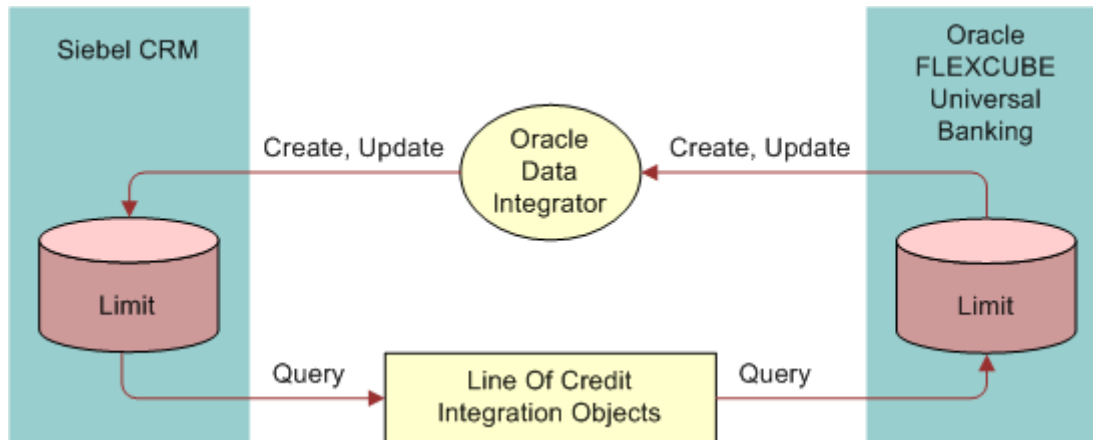 Siebel CRM
Oracle
FLEXCUBE
Universal
Banking
Create, Update
Oracle
Data
Integrator
Create, Update
Limit
Limit
Query
Line Of Credit
Integration Objects
Query